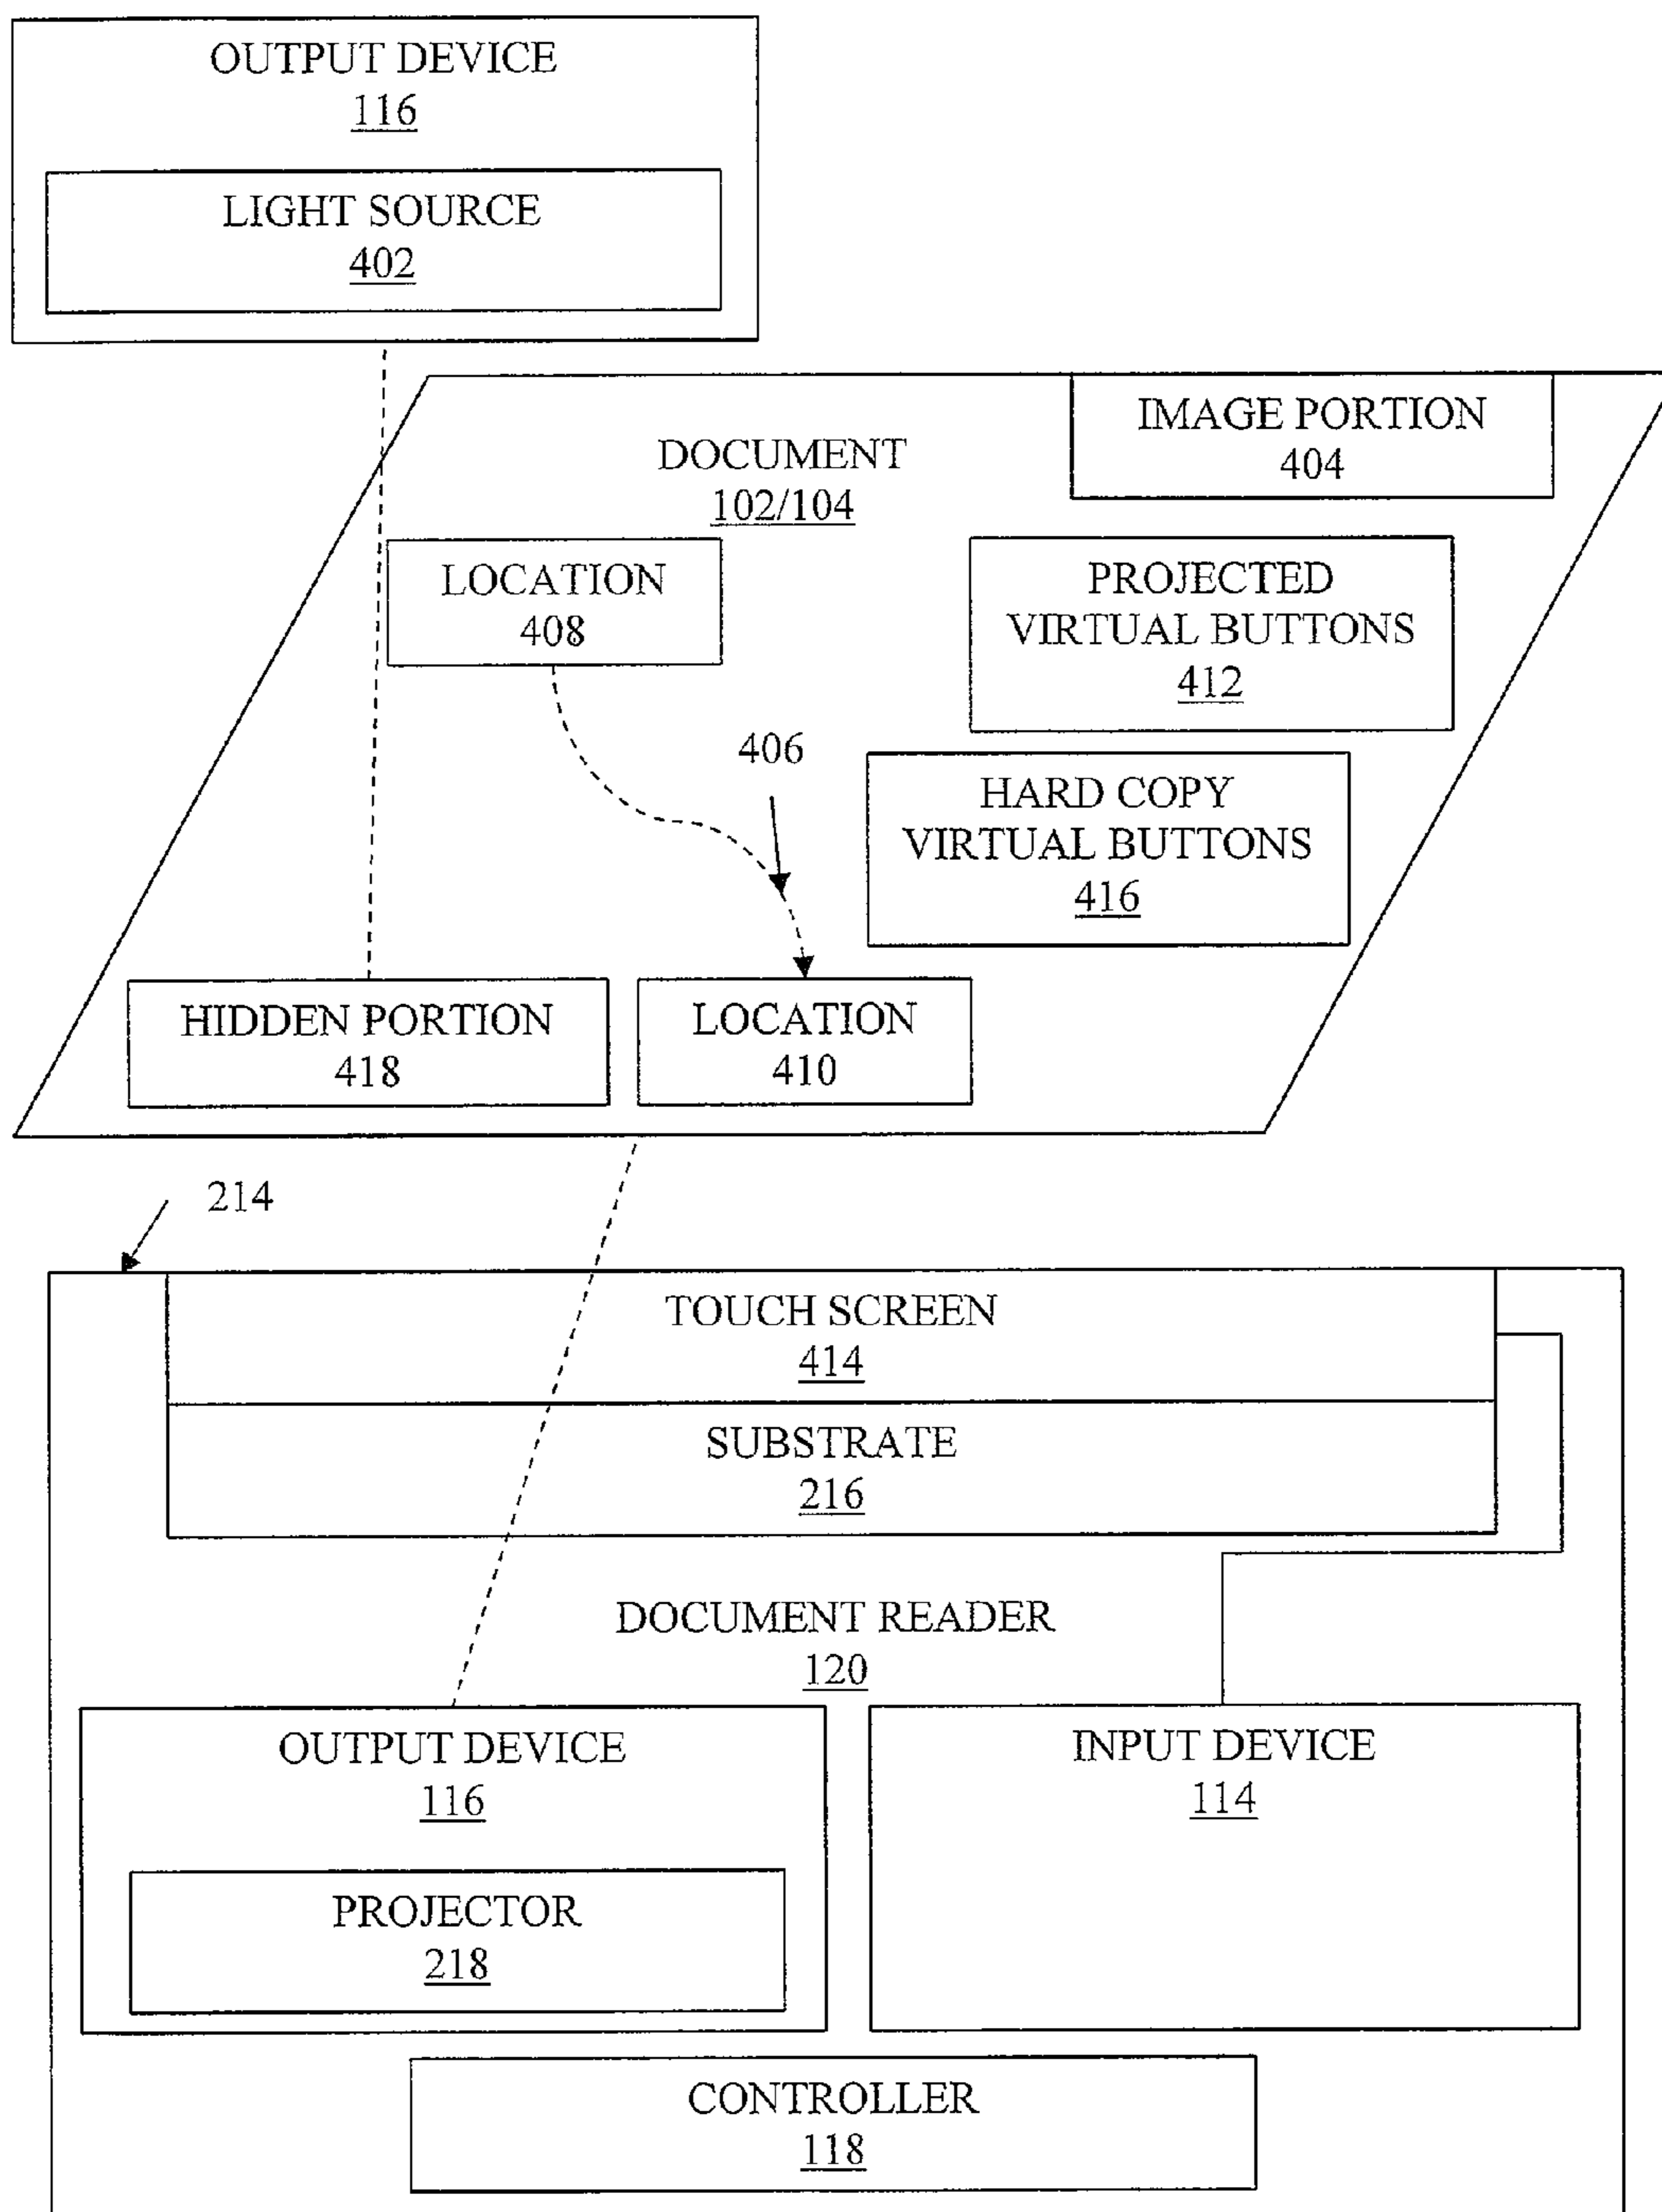 OUTPUT DEVICE
116
LIGHT SOURCE
402
IMAGE PORTION
404
DOCUMENT
102/104
LOCATION
408
PROJECTED
VIRTUAL BUTTONS
412
406
HARD COPY
VIRTUAL BUTTONS
416
HIDDEN PORTION
418
LOCATION
410
214
TOUCH SCREEN
414
SUBSTRATE
216
DOCUMENT READER
120
OUTPUT DEVICE
116
PROJECTOR
218
INPUT DEVICE
114
CONTROLLER
118